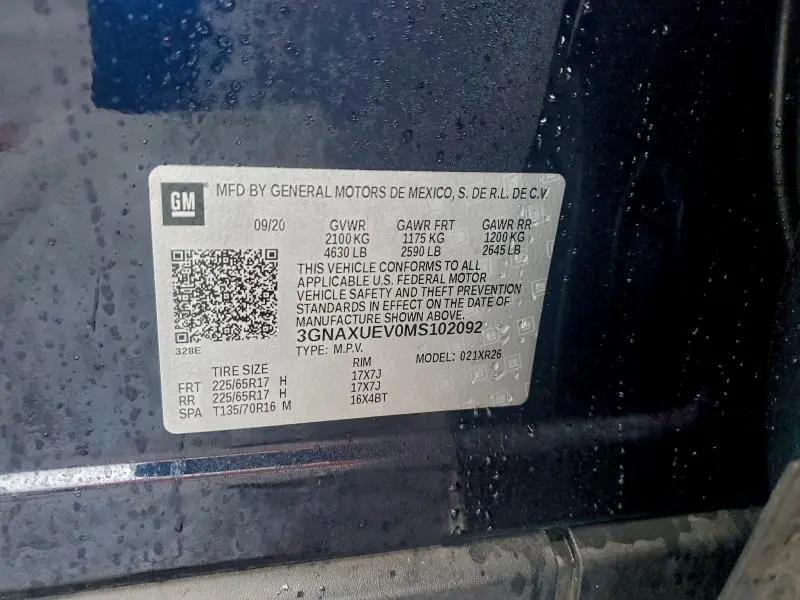 GM MFD BY GENERAL MOTORS DE MEXICO, S. DE R.L. DE C.V.
09/20 GVWR GAWR FRT GAWR RR
2100 KG 1175 KG 1200 KG
4630 LB 2590 LB 2645 LB
THIS VEHICLE CONFORMS TO ALL
APPLICABLE U.S. FEDERAL MOTOR
VEHICLE SAFETY AND THEFT PREVENTION
STANDARDS IN EFFECT ON THE DATE OF
MANUFACTURE SHOWN ABOVE.
3GNAXUEV0MS102092
328E TYPE: M.P.V. MODEL: 021XR26
TIRE SIZE RIM
FRT 225/65R17 H 17X7J
RR 225/65R17 H 17X7J
SPA T135/70R16 M 16X4BT